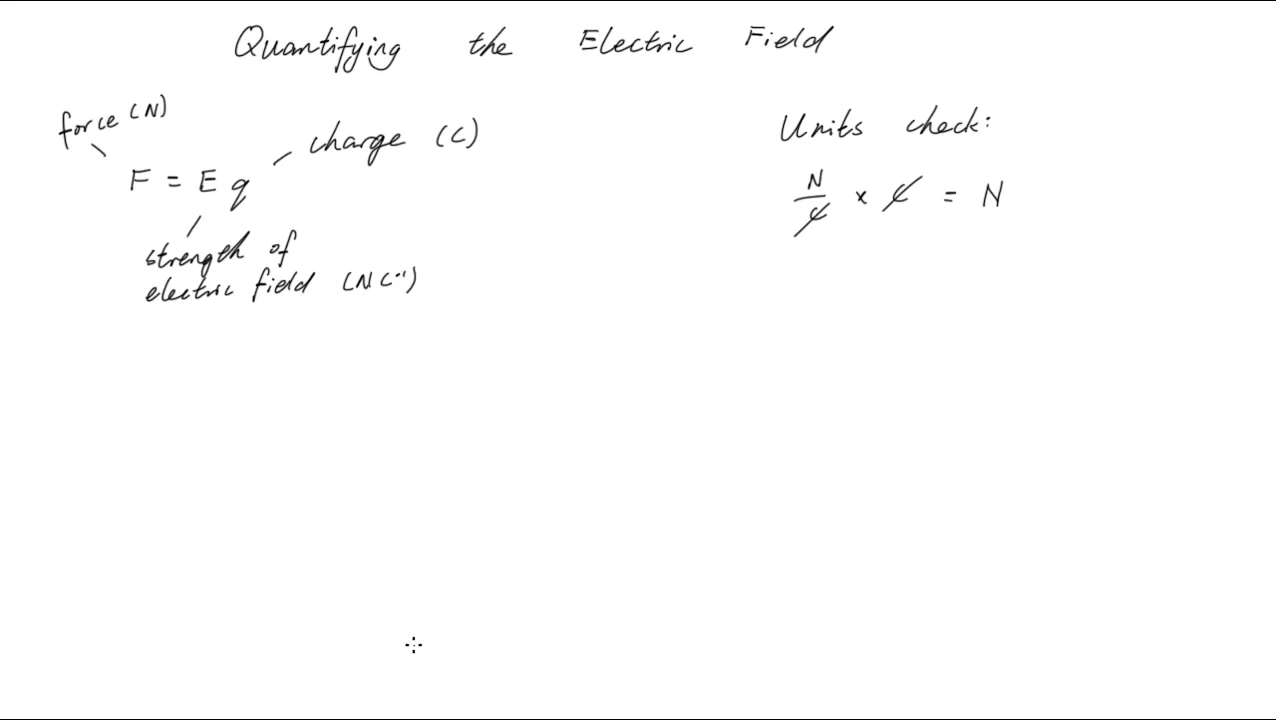 Quantifying the Electric Field
force (N)
charge (C)
F = E q
strength of
electric field (N C⁻¹)
Units check:
N/C × C = N